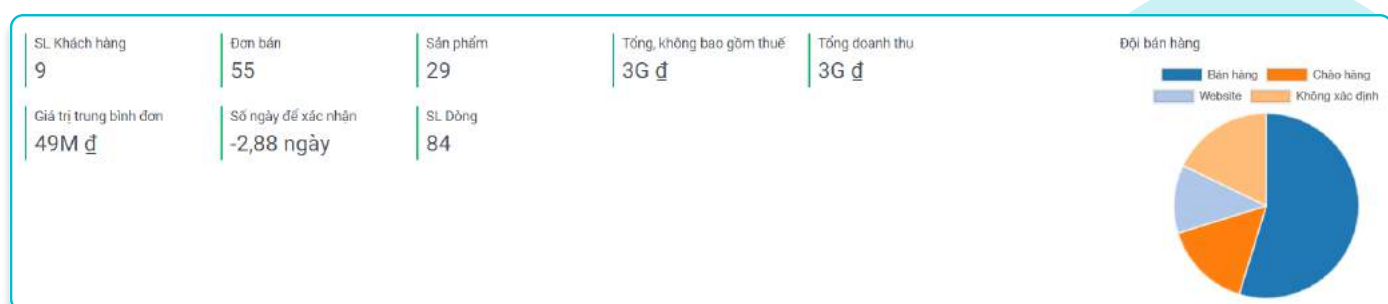 SL Khách hàng
9
Đơn bán
55
Sản phẩm
29
Tổng, không bao gồm thuế
3G ₫
Tổng doanh thu
3G ₫
Giá trị trung bình đơn
49M ₫
Số ngày để xác nhận
-2,88 ngày
SL Dòng
84
Đội bán hàng
Bán hàng
Chào hàng
Website
Không xác định